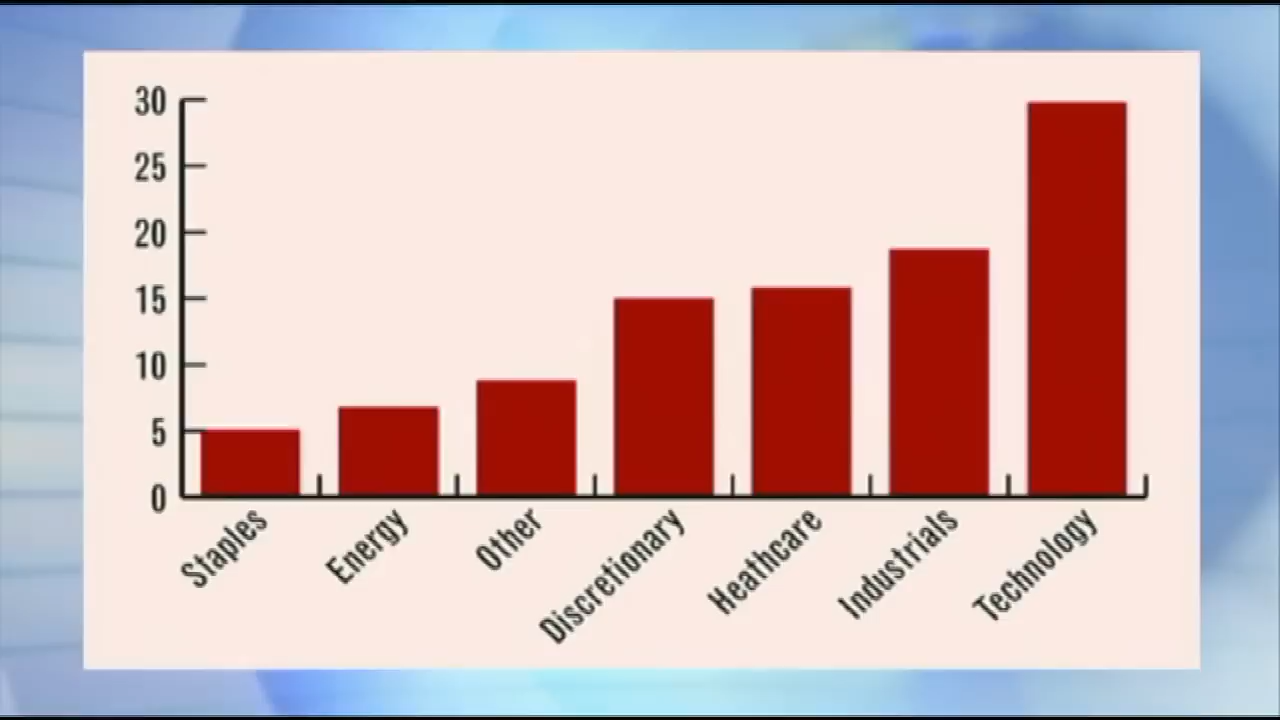 30
25
20
15
10
5
0
Staples
Energy
Other
Discretionary
Heathcare
Industrials
Technology